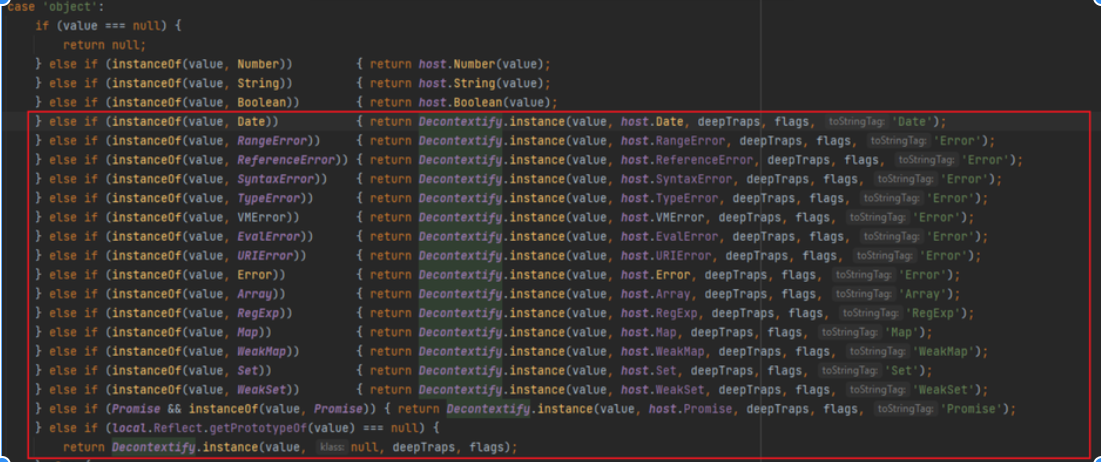 case 'object':
if (value === null) {
return null;
} else if (instanceOf(value, Number)) { return host.Number(value);
} else if (instanceOf(value, String)) { return host.String(value);
} else if (instanceOf(value, Boolean)) { return host.Boolean(value);
} else if (instanceOf(value, Date)) { return Decontextify.instance(value, host.Date, deepTraps, flags, toStringTag: 'Date');
} else if (instanceOf(value, RangeError)) { return Decontextify.instance(value, host.RangeError, deepTraps, flags, toStringTag: 'Error');
} else if (instanceOf(value, ReferenceError)) { return Decontextify.instance(value, host.ReferenceError, deepTraps, flags, toStringTag: 'Error');
} else if (instanceOf(value, SyntaxError)) { return Decontextify.instance(value, host.SyntaxError, deepTraps, flags, toStringTag: 'Error');
} else if (instanceOf(value, TypeError)) { return Decontextify.instance(value, host.TypeError, deepTraps, flags, toStringTag: 'Error');
} else if (instanceOf(value, VMError)) { return Decontextify.instance(value, host.VMError, deepTraps, flags, toStringTag: 'Error');
} else if (instanceOf(value, EvalError)) { return Decontextify.instance(value, host.EvalError, deepTraps, flags, toStringTag: 'Error');
} else if (instanceOf(value, URIError)) { return Decontextify.instance(value, host.URIError, deepTraps, flags, toStringTag: 'Error');
} else if (instanceOf(value, Error)) { return Decontextify.instance(value, host.Error, deepTraps, flags, toStringTag: 'Error');
} else if (instanceOf(value, Array)) { return Decontextify.instance(value, host.Array, deepTraps, flags, toStringTag: 'Array');
} else if (instanceOf(value, RegExp)) { return Decontextify.instance(value, host.RegExp, deepTraps, flags, toStringTag: 'RegExp');
} else if (instanceOf(value, Map)) { return Decontextify.instance(value, host.Map, deepTraps, flags, toStringTag: 'Map');
} else if (instanceOf(value, WeakMap)) { return Decontextify.instance(value, host.WeakMap, deepTraps, flags, toStringTag: 'WeakMap');
} else if (instanceOf(value, Set)) { return Decontextify.instance(value, host.Set, deepTraps, flags, toStringTag: 'Set');
} else if (instanceOf(value, WeakSet)) { return Decontextify.instance(value, host.WeakSet, deepTraps, flags, toStringTag: 'WeakSet');
} else if (Promise && instanceOf(value, Promise)) { return Decontextify.instance(value, host.Promise, deepTraps, flags, toStringTag: 'Promise');
} else if (local.Reflect.getPrototypeOf(value) === null) {
return Decontextify.instance(value, klass: null, deepTraps, flags);